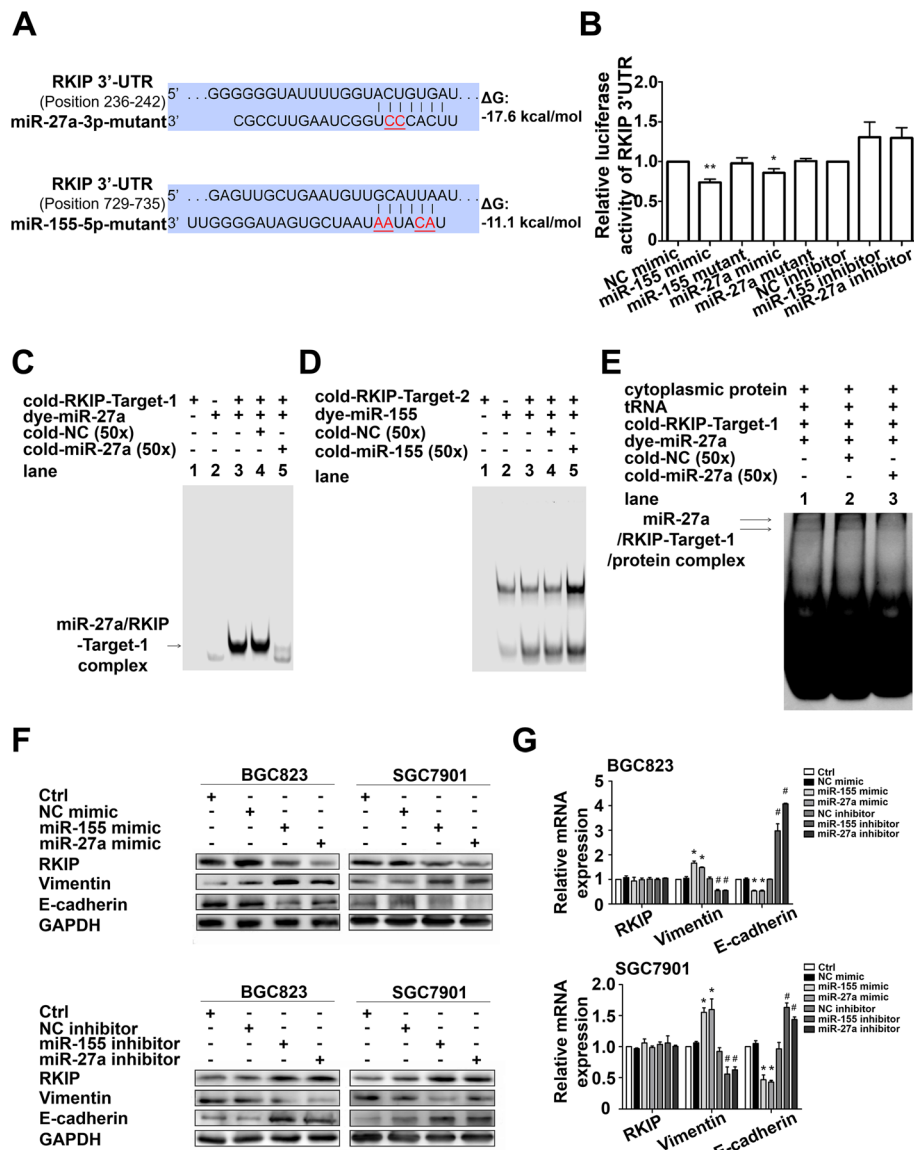 A
RKIP 3’-UTR
(Position 236-242)
5’ ...GGGGGGUAUUUUGGUACUGUGAU...
miR-27a-3p-mutant
3’ CGCCUUGAAUCGGUCCCACUU
ΔG:
-17.6 kcal/mol
RKIP 3’-UTR
(Position 729-735)
5’ ...GAGUUGCUGAAUGUUGCAUUAAU...
miR-155-5p-mutant
3’ UUGGGGAUAGUGCUAAUAAUACAU
ΔG:
-11.1 kcal/mol
B
Relative luciferase
activity of RKIP 3’UTR
2.0
1.5
1.0
0.5
0
** *
NC mimic
miR-155 mimic
miR-155 mutant
miR-27a mimic
miR-27a mutant
NC inhibitor
miR-155 inhibitor
miR-27a inhibitor
C
cold-RKIP-Target-1 + - + + +
dye-miR-27a - + + + +
cold-NC (50x) - - - + -
cold-miR-27a (50x) - - - - +
lane 1 2 3 4 5
miR-27a/RKIP
-Target-1
complex
D
cold-RKIP-Target-2 + - + + +
dye-miR-155 - + + + +
cold-NC (50x) - - - + -
cold-miR-155 (50x) - - - - +
lane 1 2 3 4 5
E
cytoplasmic protein + + +
tRNA + + +
cold-RKIP-Target-1 + + +
dye-miR-27a + + +
cold-NC (50x) - + -
cold-miR-27a (50x) - - +
lane 1 2 3
miR-27a
/RKIP-Target-1
/protein complex
F
BGC823 SGC7901
Ctrl + - - - + - - -
NC mimic - + - - - + - -
miR-155 mimic - - + - - - + -
miR-27a mimic - - - + - - - +
RKIP
Vimentin
E-cadherin
GAPDH
BGC823 SGC7901
Ctrl + - - - + - - -
NC inhibitor - + - - - + - -
miR-155 inhibitor - - + - - - + -
miR-27a inhibitor - - - + - - - +
RKIP
Vimentin
E-cadherin
GAPDH
G
BGC823
Relative mRNA
expression
5
4
3
2
1
0
* * # # * * # #
RKIP
Vimentin
E-cadherin
Ctrl
NC mimic
miR-155 mimic
miR-27a mimic
NC inhibitor
miR-155 inhibitor
miR-27a inhibitor
SGC7901
Relative mRNA
expression
2.0
1.5
1.0
0.5
0
* * # # * * # #
RKIP
Vimentin
E-cadherin
Ctrl
NC mimic
miR-155 mimic
miR-27a mimic
NC inhibitor
miR-155 inhibitor
miR-27a inhibitor